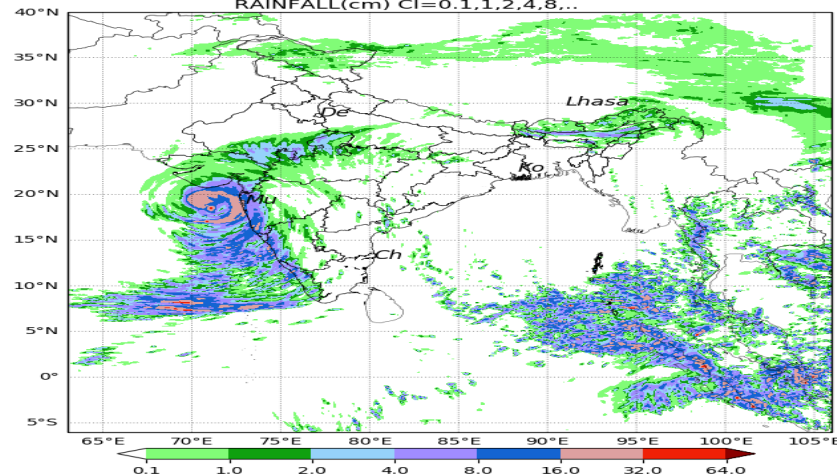 RAINFALL(cm) CI=0.1,1,2,4,8,..
40°N
35°N
30°N
25°N
20°N
15°N
10°N
5°N
0°
5°S
Lhasa
De
Ko
Mu
Ch
65°E 70°E 75°E 80°E 85°E 90°E 95°E 100°E 105°E
0.1 1.0 2.0 4.0 8.0 16.0 32.0 64.0